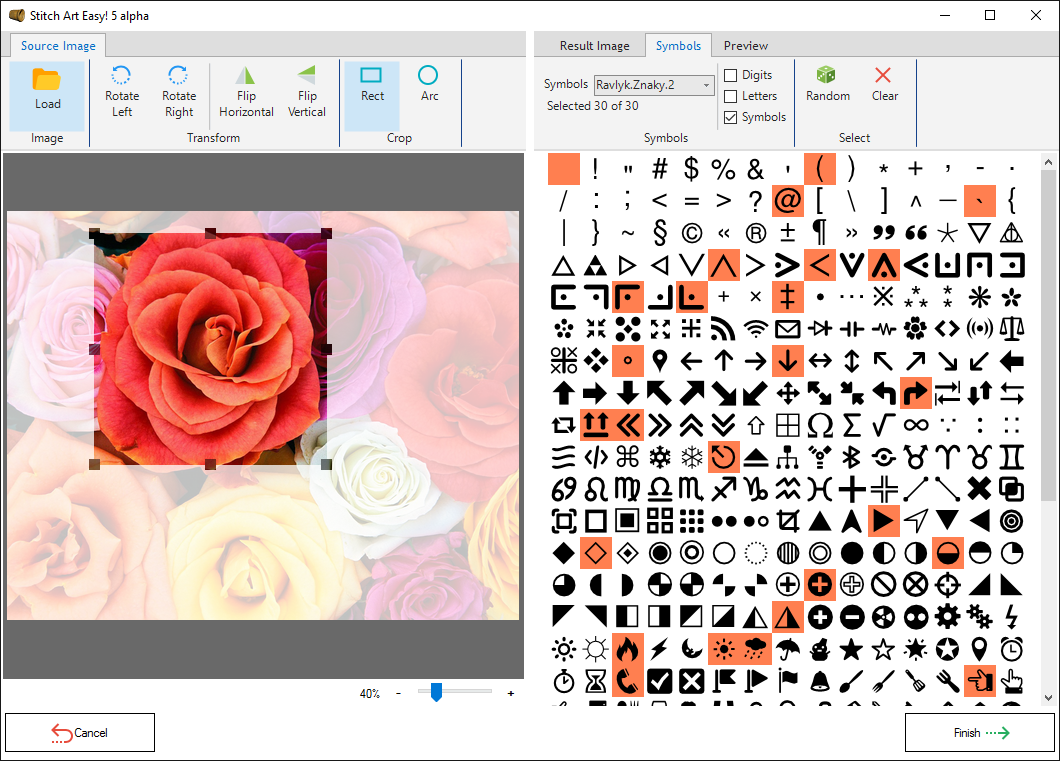 Stitch Art Easy! 5 alpha
Source Image
Load
Rotate Left
Rotate Right
Flip Horizontal
Flip Vertical
Rect
Arc
Image
Transform
Crop
Result Image
Symbols
Preview
Symbols
Ravlyk.Znaky.2
Selected 30 of 30
Digits
Letters
Symbols
Random
Clear
Symbols
Select
! " # $ % & ' ( ) * + , - .
/ : ; < = > ? @ [ \ ] ^ _ ` {
| } ~ § © « ® ± ¶ »
40%
-
+
Cancel
Finish